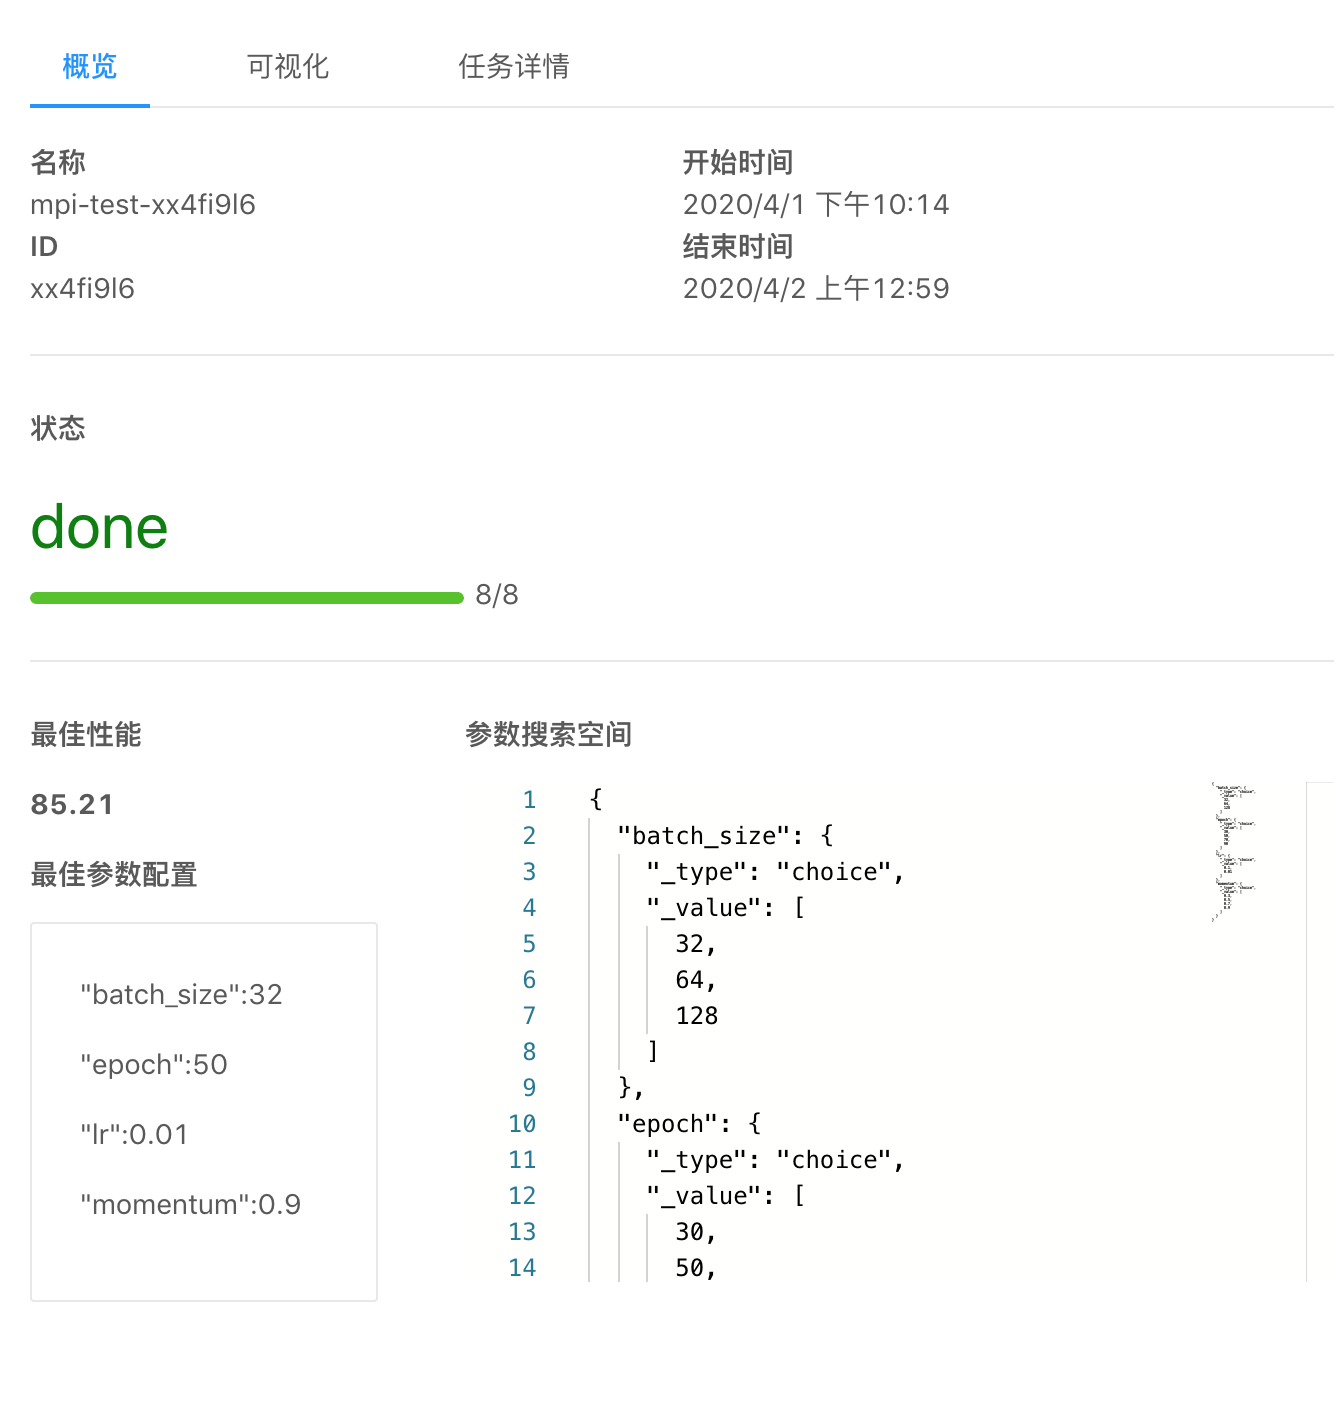 概览 可视化 任务详情
名称
mpi-test-xx4fi9l6
ID
xx4fi9l6
开始时间
2020/4/1 下午10:14
结束时间
2020/4/2 上午12:59
状态
done
8/8
最佳性能
85.21
最佳参数配置
"batch_size":32
"epoch":50
"lr":0.01
"momentum":0.9
参数搜索空间
1 {
2 "batch_size": {
3 "_type": "choice",
4 "_value": [
5 32,
6 64,
7 128
8 ]
9 },
10 "epoch": {
11 "_type": "choice",
12 "_value": [
13 30,
14 50,